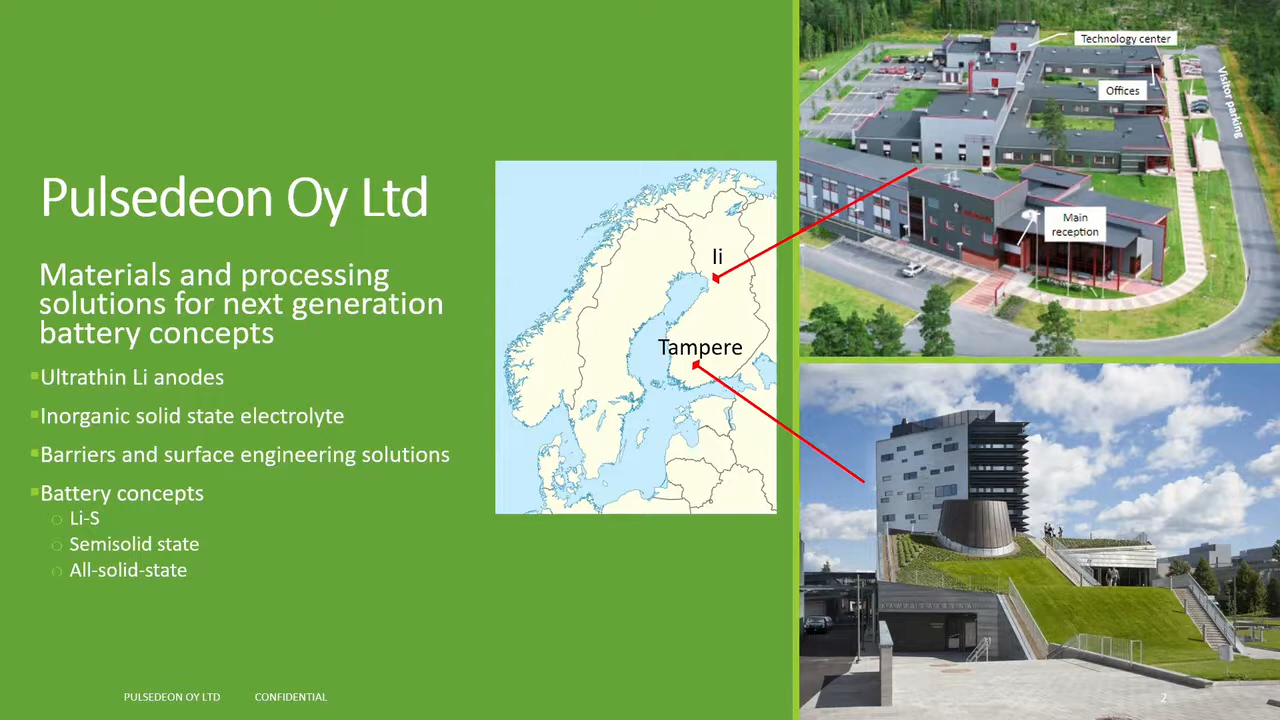 Pulsedeon Oy Ltd
Materials and processing
solutions for next generation
battery concepts
Ultrathin Li anodes
Inorganic solid state electrolyte
Barriers and surface engineering solutions
Battery concepts
Li-S
Semisolid state
All-solid-state
Ii
Tampere
Technology center
Offices
Visitor parking
Main
reception
PULSEDEON OY LTD
CONFIDENTIAL
2